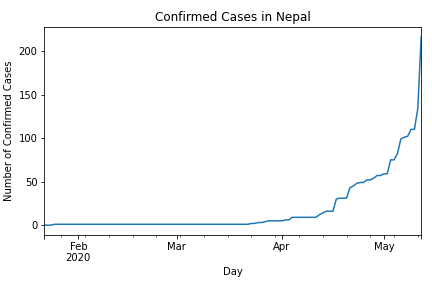 Confirmed Cases in Nepal
Number of Confirmed Cases
200
150
100
50
0
Feb
2020
Mar
Apr
May
Day